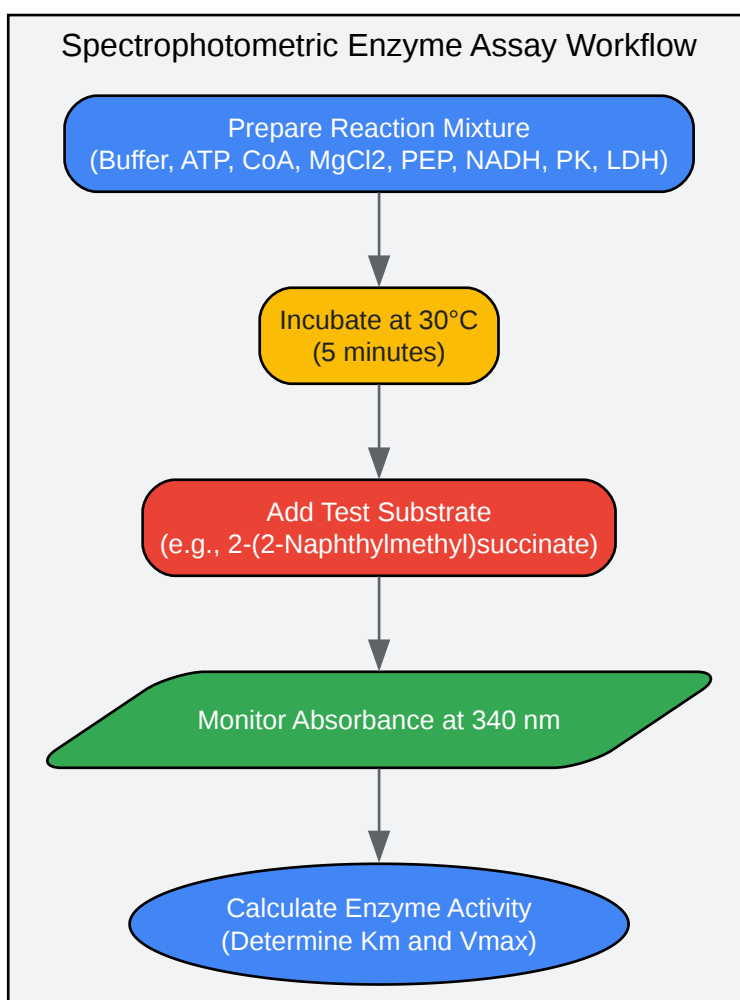 Spectrophotometric Enzyme Assay Workflow
Prepare Reaction Mixture
(Buffer, ATP, CoA, MgCl2, PEP, NADH, PK, LDH)
Incubate at 30°C
(5 minutes)
Add Test Substrate
(e.g., 2-(2-Naphthylmethyl)succinate)
Monitor Absorbance at 340 nm
Calculate Enzyme Activity
(Determine Km and Vmax)